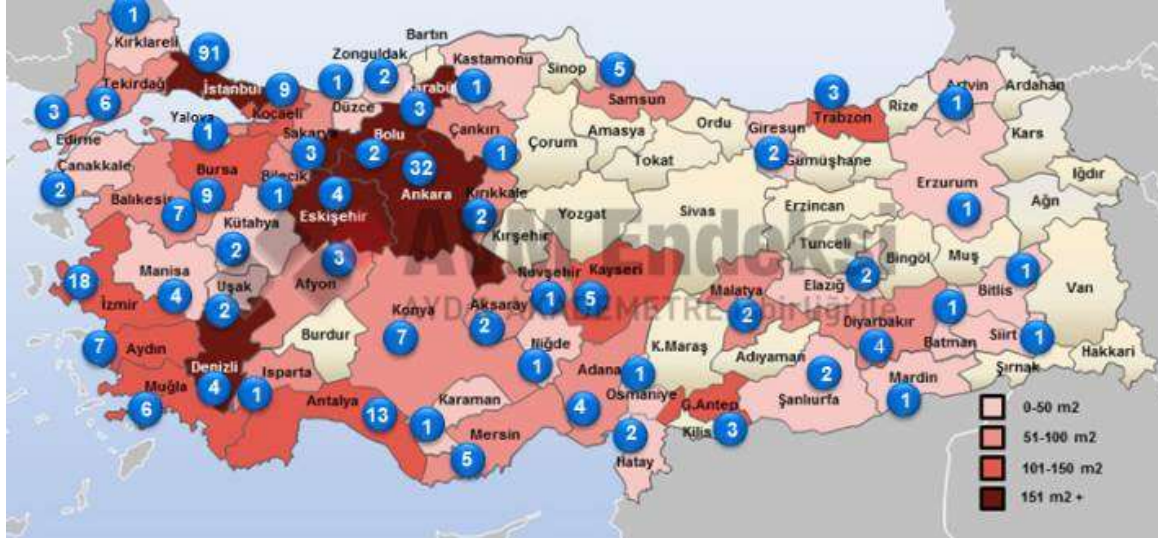 1
Kırklareli
91
İstanbul
Tekirdağ
6
3
Edirne
9
Kocaeli
Yalova
1
1
Düzce
Zonguldak
2
Bartın
Karabük
3
Kastamonu
1
Sinop
5
Samsun
Sakarya
3
Bolu
2
32
Ankara
Çankırı
1
Çorum
Amasya
Ordu
Tokat
Giresun
2
3
Trabzon
Gümüşhane
Rize
Artvin
1
Ardahan
Kars
Iğdır
Çanakkale
2
Balıkesir
7
Bursa
9
Bilecik
1
4
Eskişehir
Kütahya
2
Kırıkkale
2
Kırşehir
Yozgat
Sivas
Erzincan
Erzurum
1
Ağrı
Tunceli
Bingöl
Muş
18
İzmir
Manisa
4
Uşak
2
3
Afyon
AYDA
Endeksi
birliği ile
Konya
7
Aksaray
2
Nevşehir
1
Kayseri
5
Malatya
2
Elazığ
2
Diyarbakır
4
1
Batman
Bitlis
1
Siirt
1
Van
Hakkari
Şırnak
7
Aydın
Denizli
4
Burdur
Isparta
1
Muğla
6
Antalya
13
Karaman
1
Niğde
1
Mersin
5
Adana
4
1
Osmaniye
K.Maraş
Adıyaman
G.Antep
Kilis
3
2
Hatay
2
Şanlıurfa
Mardin
1
0-50 m2
51-100 m2
101-150 m2
151 m2 +